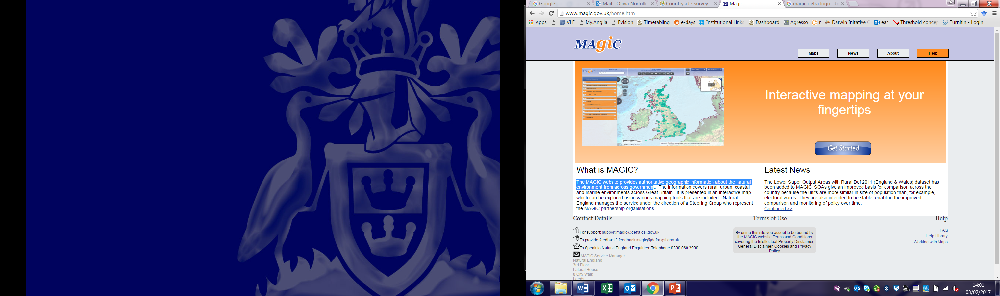 Google
Mail - Olivia Norfolk
Countryside Survey
Magic
magic defra logo - G
www.magic.gov.uk/home.htm
Apps
VLE
My.Anglia
Evision
Timetabling
e-days
Institutional Links
Dashboard
Agresso
r
Darwin Initative G
ear
Threshold concep
Turnitin - Login
MAgiC
Maps
News
About
Help
Interactive mapping at your
fingertips
Get Started
What is MAGIC?
The MAGIC website provides authoritative geographic information about the natural
environment from across government. The information covers rural, urban, coastal
and marine environments across Great Britain. It is presented in an interactive map
which can be explored using various mapping tools that are included. Natural
England manages the service under the direction of a Steering Group who represent
the MAGIC partnership organisations.
Latest News
The Lower Super Output Areas with Rural Def 2011 (England & Wales) dataset has
been added to MAGIC. SOAs give an improved basis for comparison across the
country because the units are more similar in size of population than, for example,
electoral wards. They are also intended to be stable, enabling the improved
comparison and monitoring of policy over time.
Continued >>
Contact Details
For support: support.magic@defra.gsi.gov.uk
To provide feedback: feedback.magic@defra.gsi.gov.uk
To Speak to Natural England Enquiries: Telephone 0300 060 3900
MAGIC Service Manager
Natural England
3rd Floor
Lateral House
8 City Walk
Leeds
Terms of Use
By using this site you accept to be bound by
the MAGIC website Terms and Conditions
covering the Intellectual Property Disclaimer,
General Disclaimer, Cookies and Privacy
Policy
Help
FAQ
Help Library
Working with Maps
14:01
03/02/2017